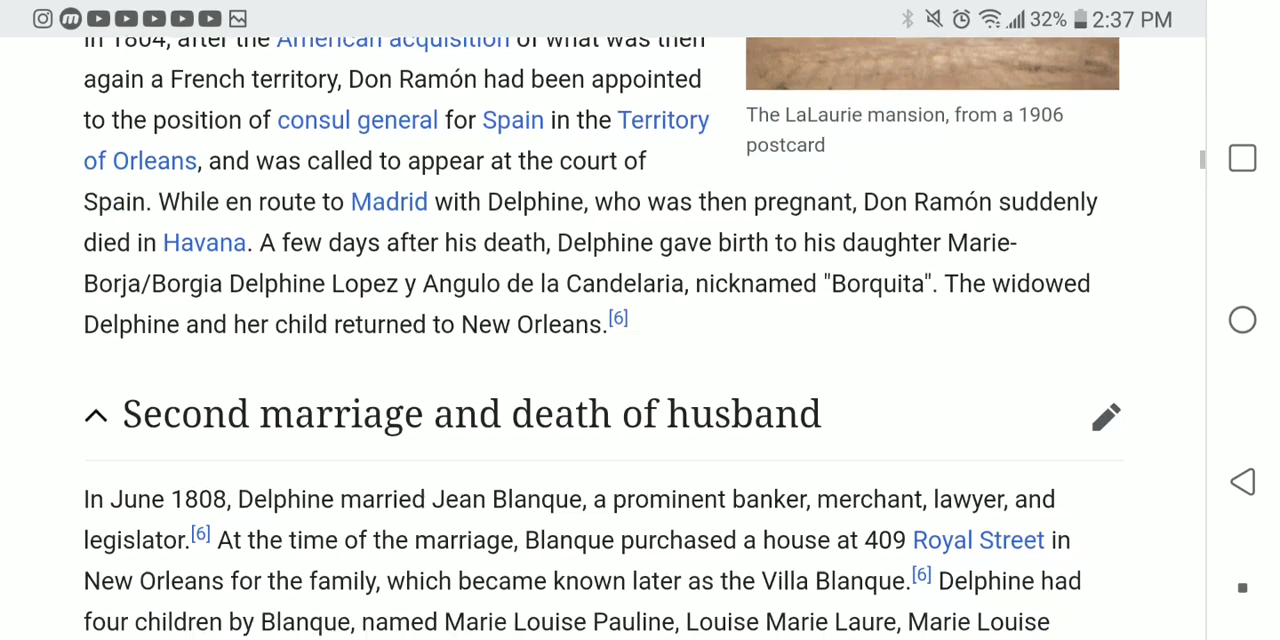 32% 2:37 PM
in 1804, after the American acquisition of what was then
again a French territory, Don Ramón had been appointed
to the position of consul general for Spain in the Territory
of Orleans, and was called to appear at the court of
Spain. While en route to Madrid with Delphine, who was then pregnant, Don Ramón suddenly
died in Havana. A few days after his death, Delphine gave birth to his daughter Marie-
Borja/Borgia Delphine Lopez y Angulo de la Candelaria, nicknamed "Borquita". The widowed
Delphine and her child returned to New Orleans.[6]
The LaLaurie mansion, from a 1906
postcard
Second marriage and death of husband
In June 1808, Delphine married Jean Blanque, a prominent banker, merchant, lawyer, and
legislator.[6] At the time of the marriage, Blanque purchased a house at 409 Royal Street in
New Orleans for the family, which became known later as the Villa Blanque.[6] Delphine had
four children by Blanque, named Marie Louise Pauline, Louise Marie Laure, Marie Louise